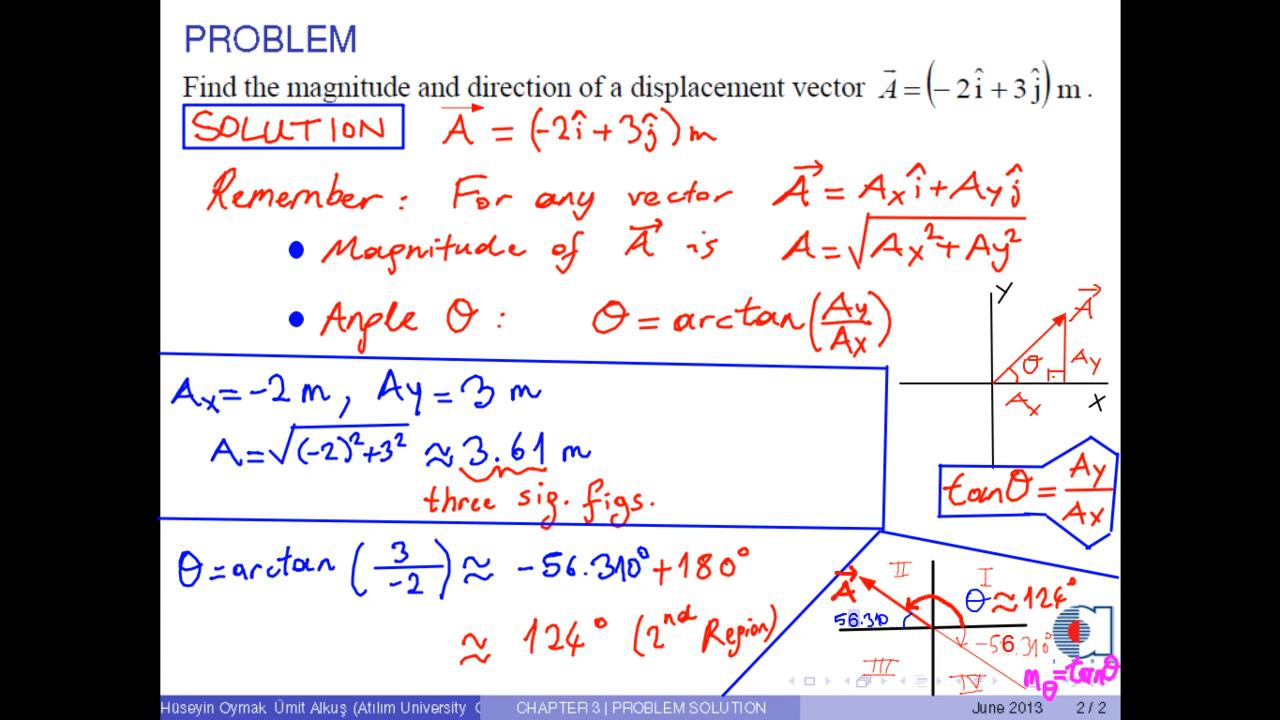 PROBLEM
Find the magnitude and direction of a displacement vector A⃗ = (−2î + 3ĵ) m .
SOLUTION A⃗ = (-2î + 3ĵ) m
Remember : For any vector A⃗ = Axî + Ayĵ
• Magnitude of A⃗ is A = √(Ax² + Ay²)
• Angle θ : θ = arctan(Ay/Ax)
Y
A⃗
θ
Ay
Ax
X
Ax = -2 m , Ay = 3 m
A = √((-2)² + 3²) ≈ 3.61 m
three sig. figs.
tanθ = Ay/Ax
θ = arctan(3/-2) ≈ -56.310° + 180°
≈ 124° (2nd Region)
II I
A⃗ θ ≈ 124°
56.310
-56.310°
III IV
mθ = tanθ
Hüseyin Oymak Ümit Alkuş (Atılım University CHAPTER 3 | PROBLEM SOLUTION June 2013 2 / 2